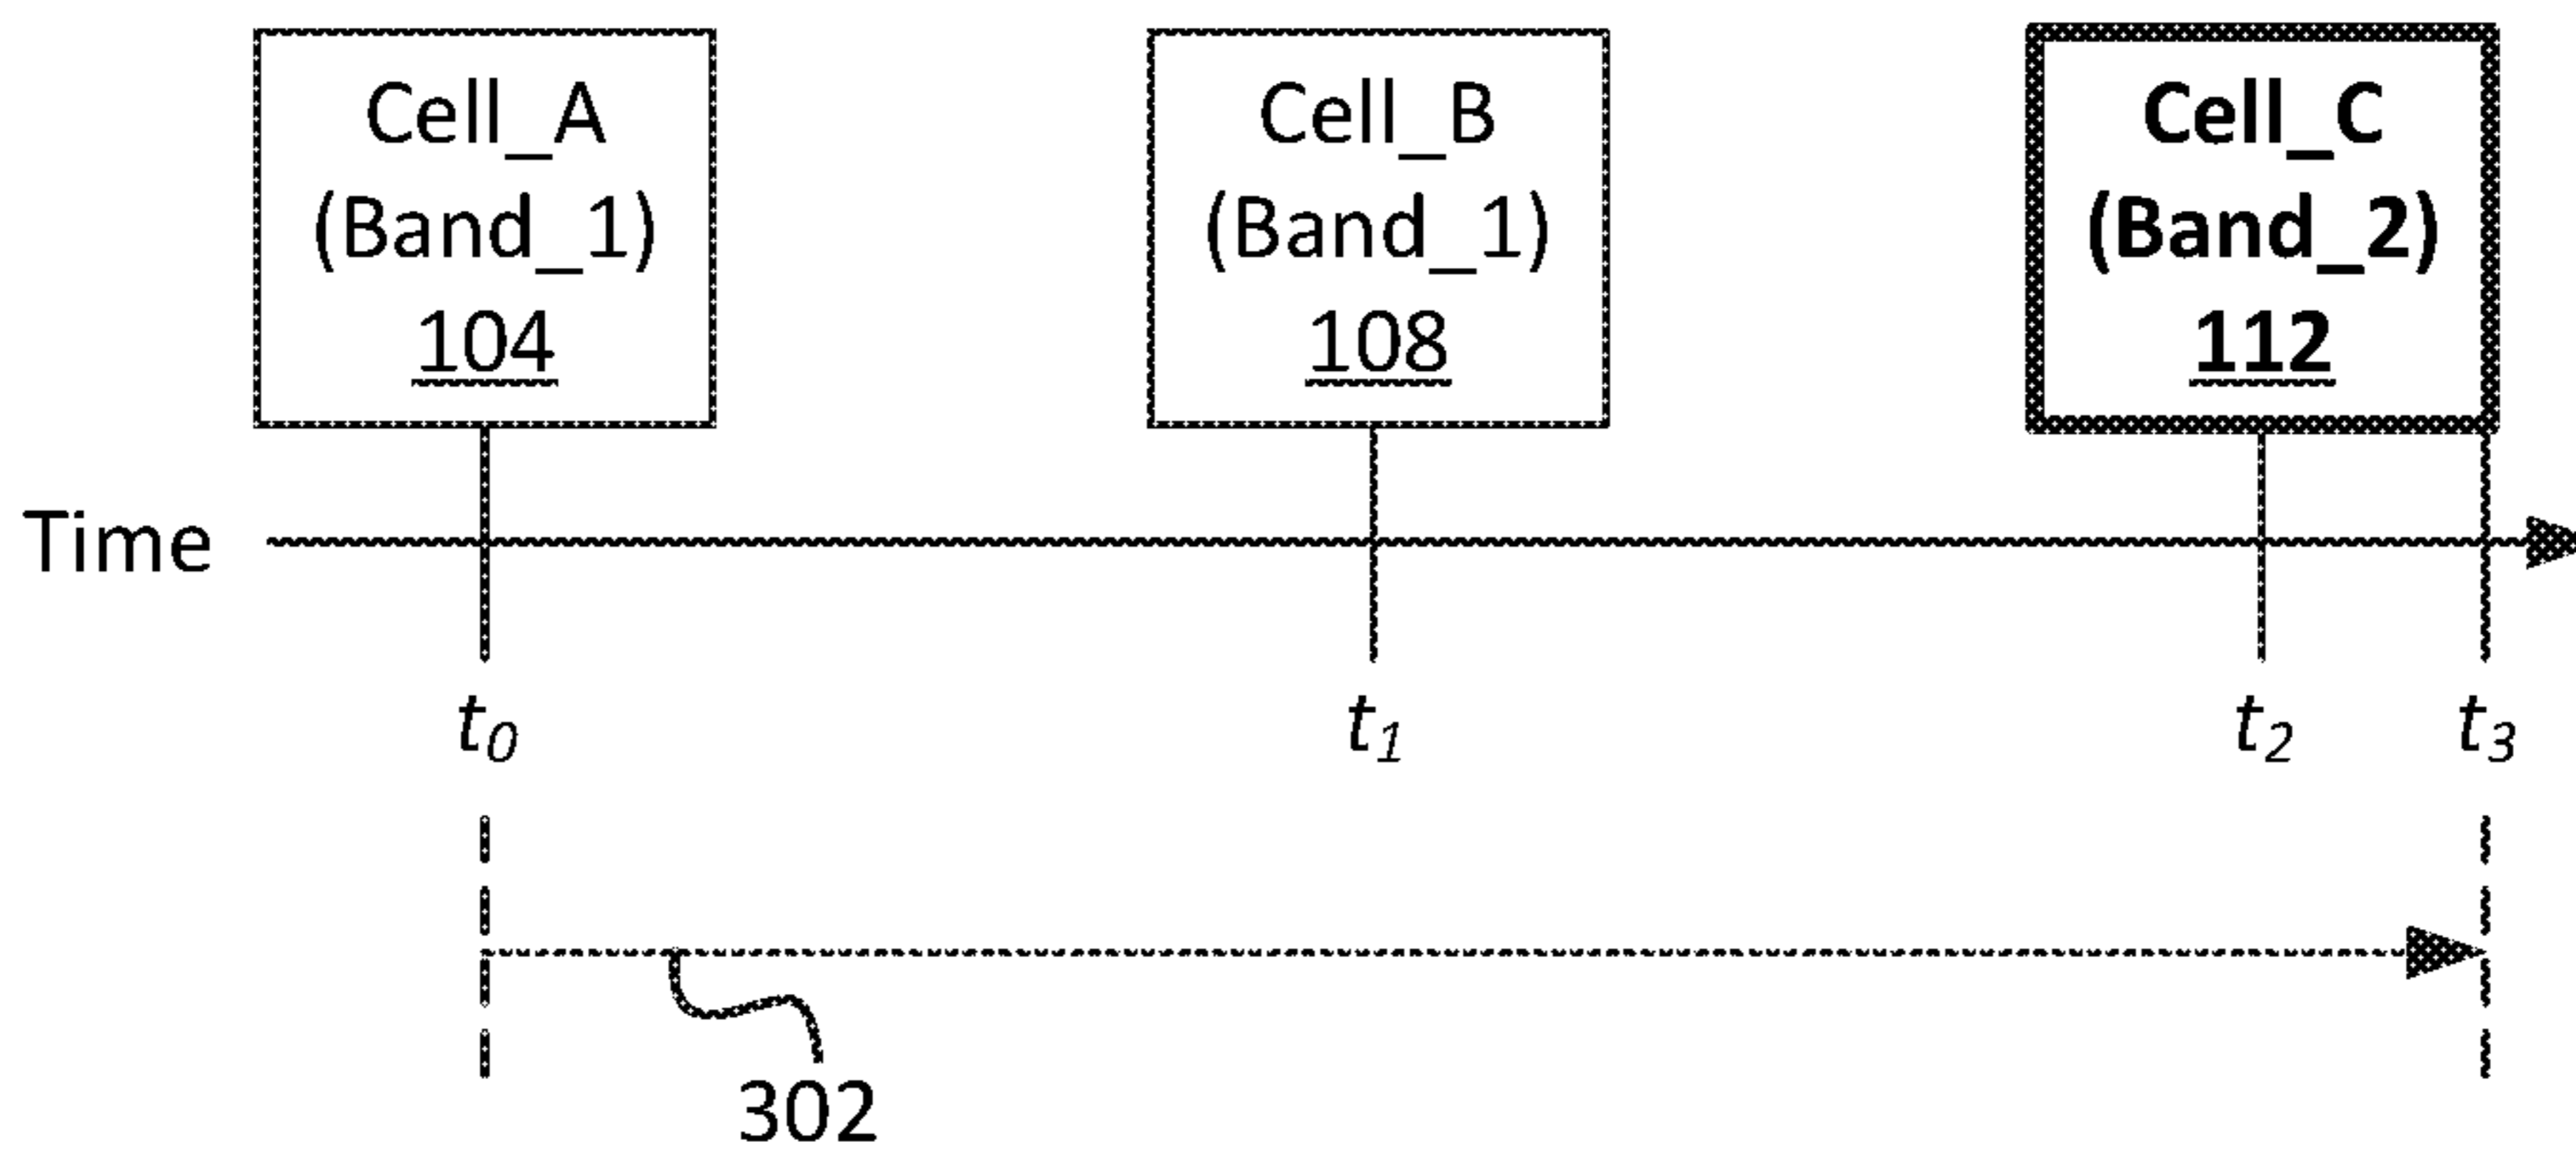 Cell_A
(Band_1)
104
Cell_B
(Band_1)
108
Cell_C
(Band_2)
112
Time
t0
t1
t2
t3
302